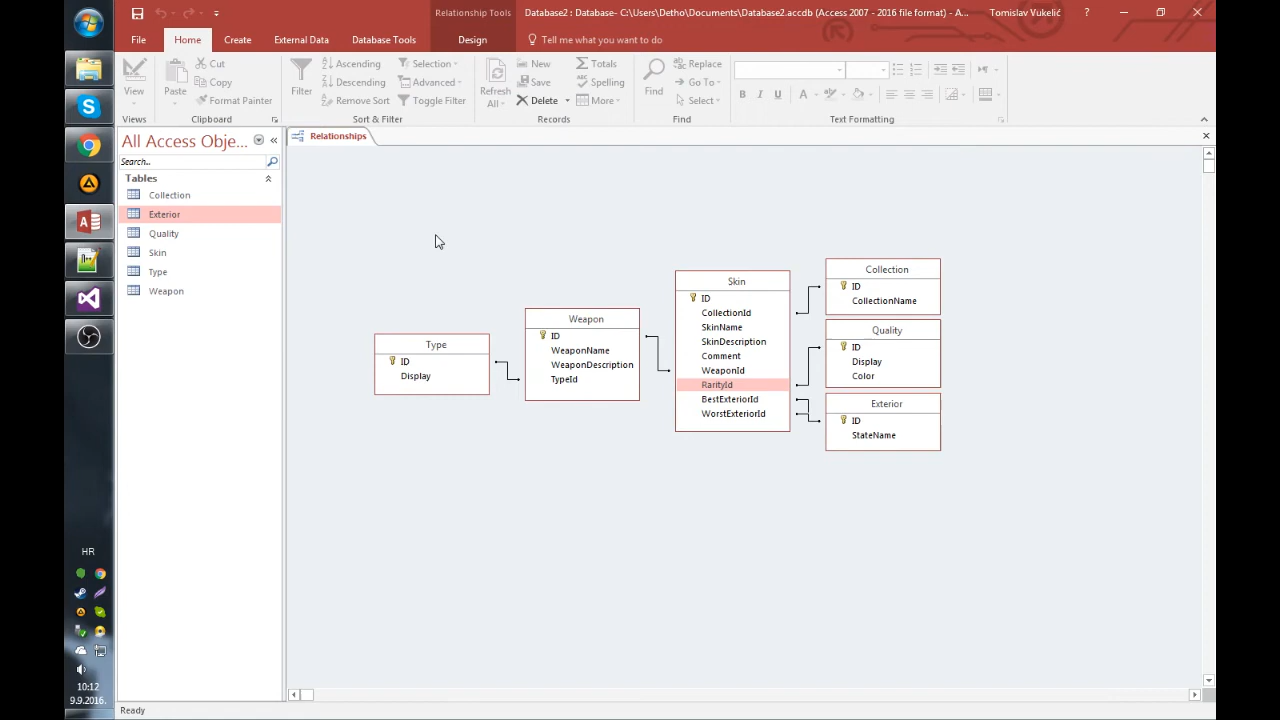 Relationship Tools
Database2 : Database- C:\Users\Detho\Documents\Database2.accdb (Access 2007 - 2016 file format) - A...
Tomislav Vukelić
?
File
Home
Create
External Data
Database Tools
Design
Tell me what you want to do
View
Views
Paste
Cut
Copy
Format Painter
Clipboard
Filter
Ascending
Descending
Remove Sort
Selection
Advanced
Toggle Filter
Sort & Filter
Refresh
All
New
Save
Delete
Totals
Spelling
More
Records
Find
Replace
Go To
Select
Find
B I U A
Text Formatting
All Access Obje...
Search...
Tables
Collection
Exterior
Quality
Skin
Type
Weapon
Relationships
Type
ID
Display
Weapon
ID
WeaponName
WeaponDescription
TypeId
Skin
ID
CollectionId
SkinName
SkinDescription
Comment
WeaponId
RarityId
BestExteriorId
WorstExteriorId
Collection
ID
CollectionName
Quality
ID
Display
Color
Exterior
ID
StateName
HR
10:12
9.9.2016.
Ready